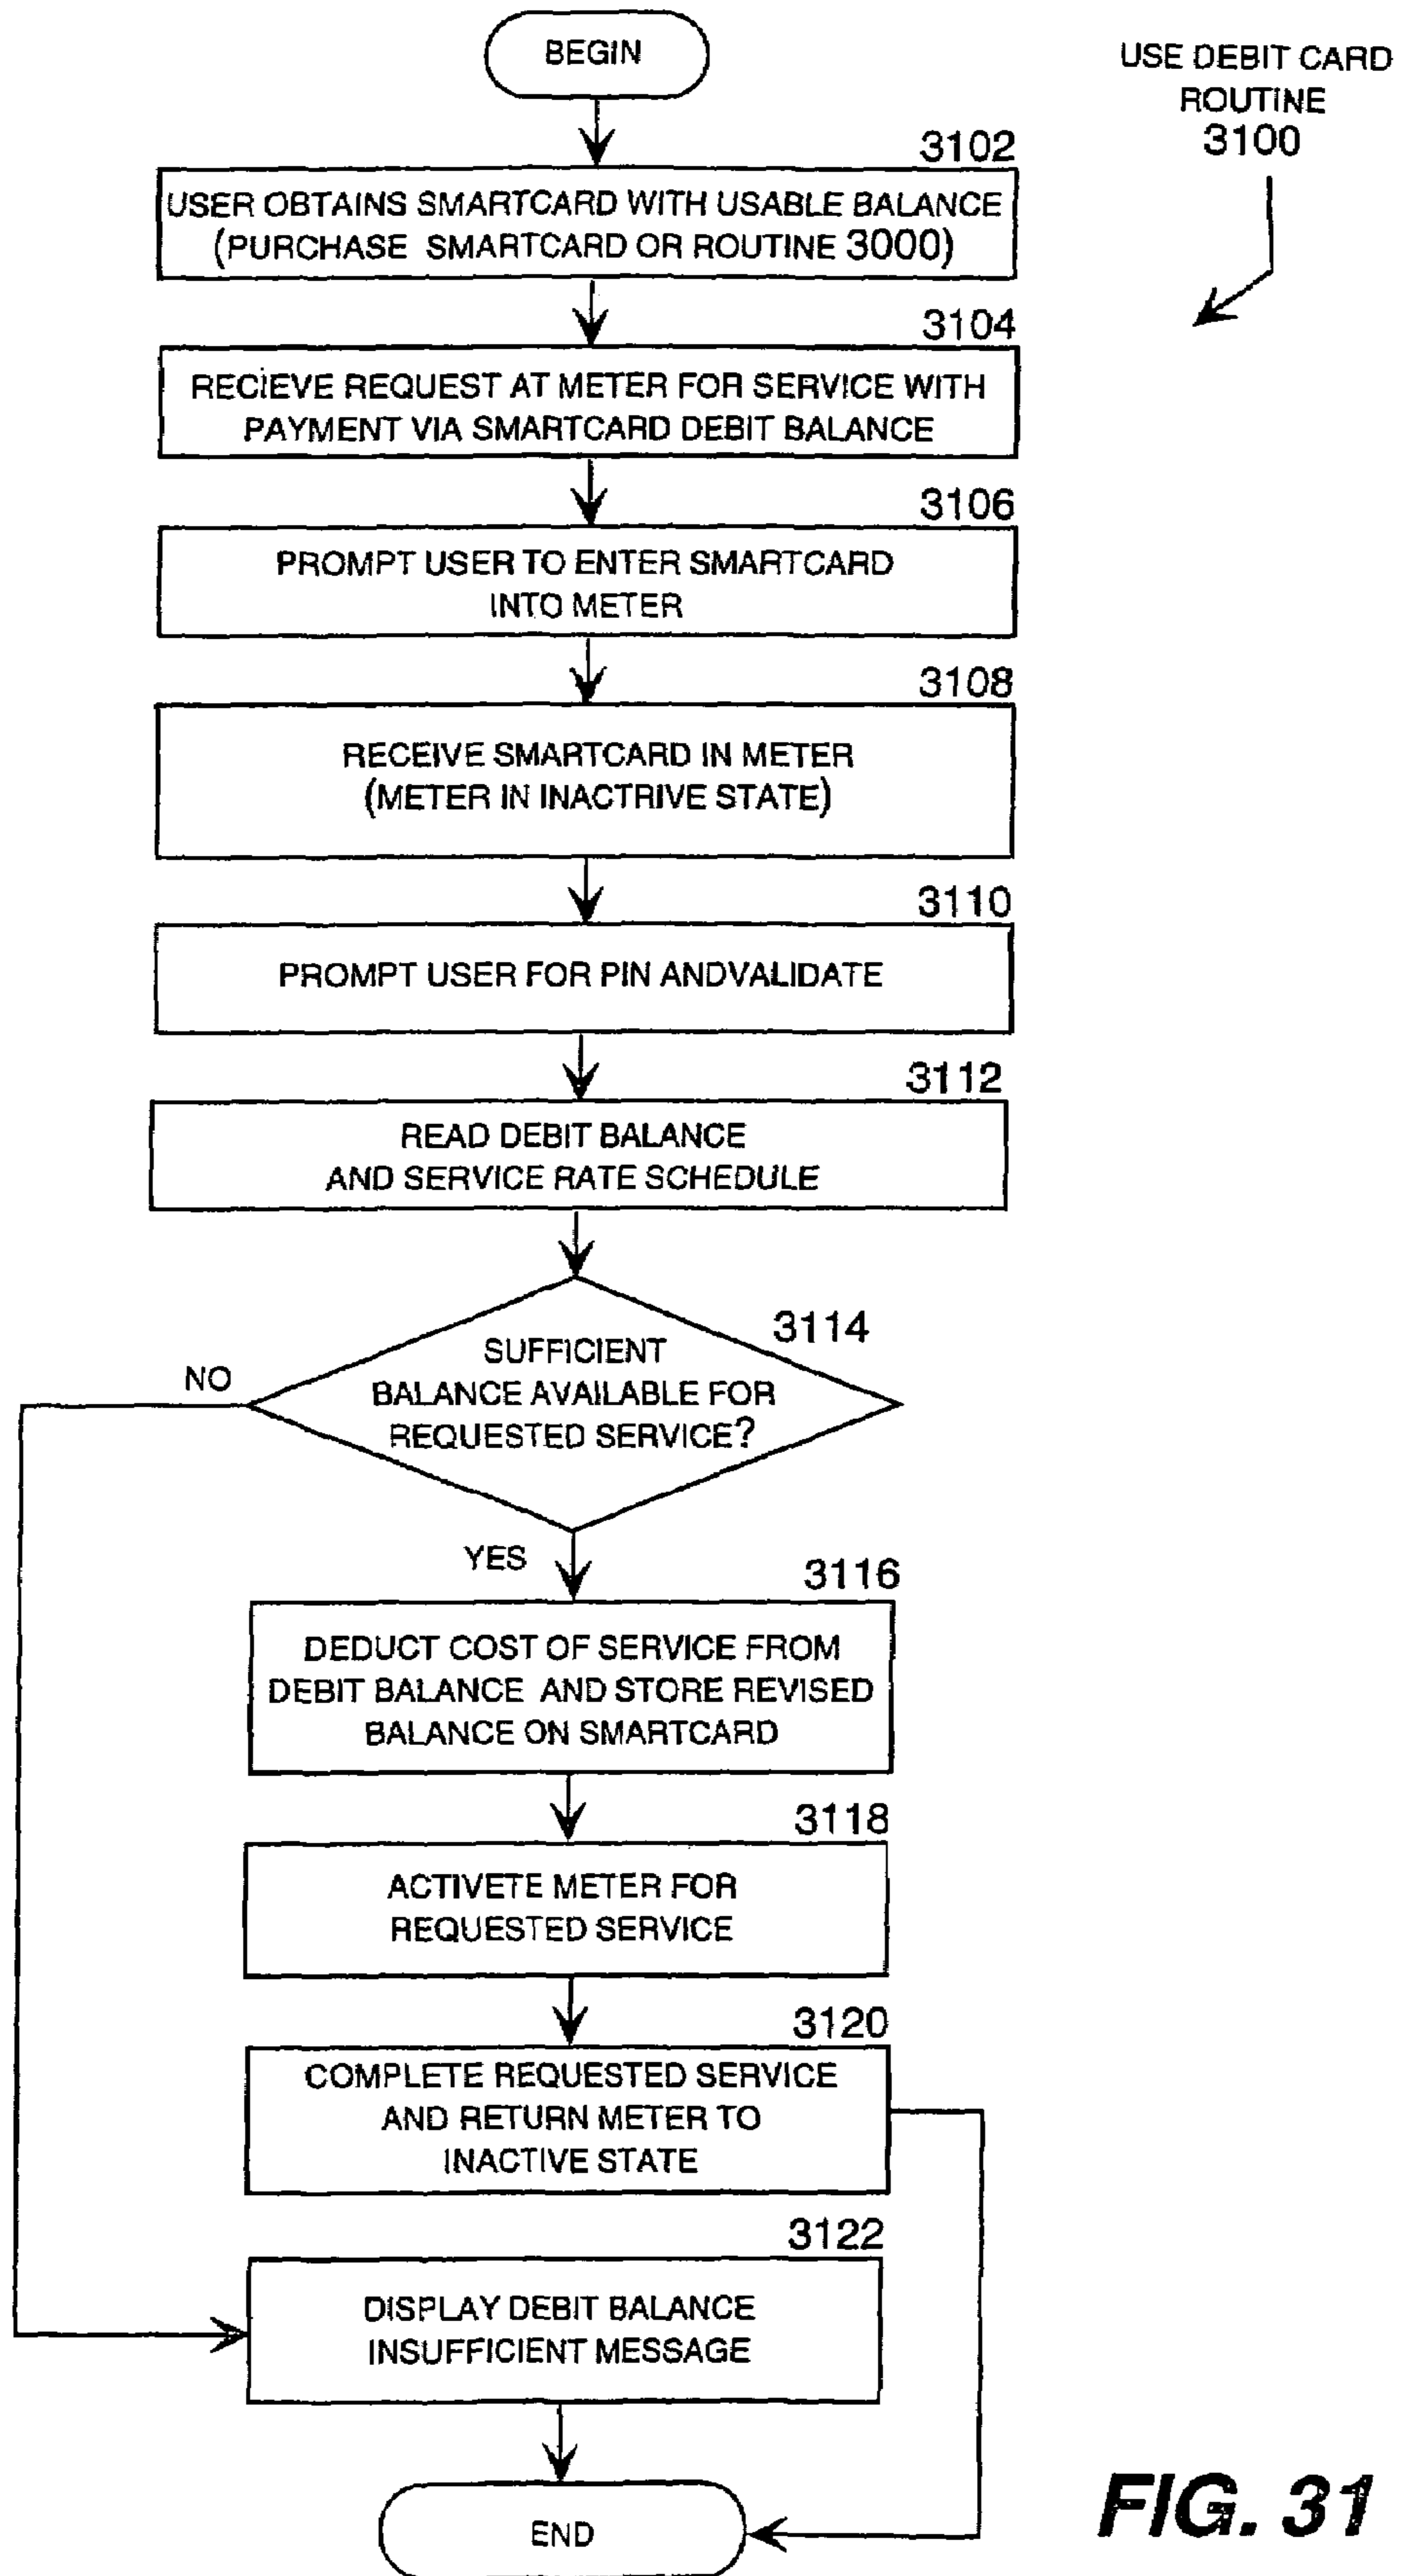 BEGIN
USE DEBIT CARD
ROUTINE
3100
3102
USER OBTAINS SMARTCARD WITH USABLE BALANCE
(PURCHASE SMARTCARD OR ROUTINE 3000)
3104
RECIEVE REQUEST AT METER FOR SERVICE WITH
PAYMENT VIA SMARTCARD DEBIT BALANCE
3106
PROMPT USER TO ENTER SMARTCARD
INTO METER
3108
RECEIVE SMARTCARD IN METER
(METER IN INACTRIVE STATE)
3110
PROMPT USER FOR PIN ANDVALIDATE
3112
READ DEBIT BALANCE
AND SERVICE RATE SCHEDULE
3114
SUFFICIENT
BALANCE AVAILABLE FOR
REQUESTED SERVICE?
NO
YES
3116
DEDUCT COST OF SERVICE FROM
DEBIT BALANCE AND STORE REVISED
BALANCE ON SMARTCARD
3118
ACTIVETE METER FOR
REQUESTED SERVICE
3120
COMPLETE REQUESTED SERVICE
AND RETURN METER TO
INACTIVE STATE
3122
DISPLAY DEBIT BALANCE
INSUFFICIENT MESSAGE
END
FIG. 31